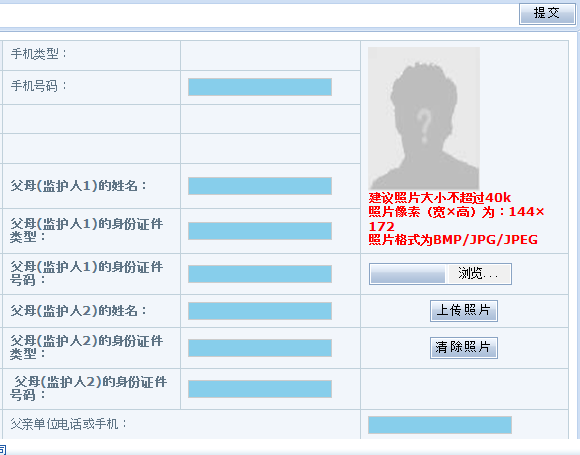 提交
手机类型：
手机号码：
父母(监护人1)的姓名：
建议照片大小不超过40k
照片像素（宽×高）为：144×
172
照片格式为BMP/JPG/JPEG
父母(监护人1)的身份证件
类型：
父母(监护人1)的身份证件
号码：
浏览...
父母(监护人2)的姓名：
上传照片
父母(监护人2)的身份证件
类型：
清除照片
父母(监护人2)的身份证件
号码：
父亲单位电话或手机：